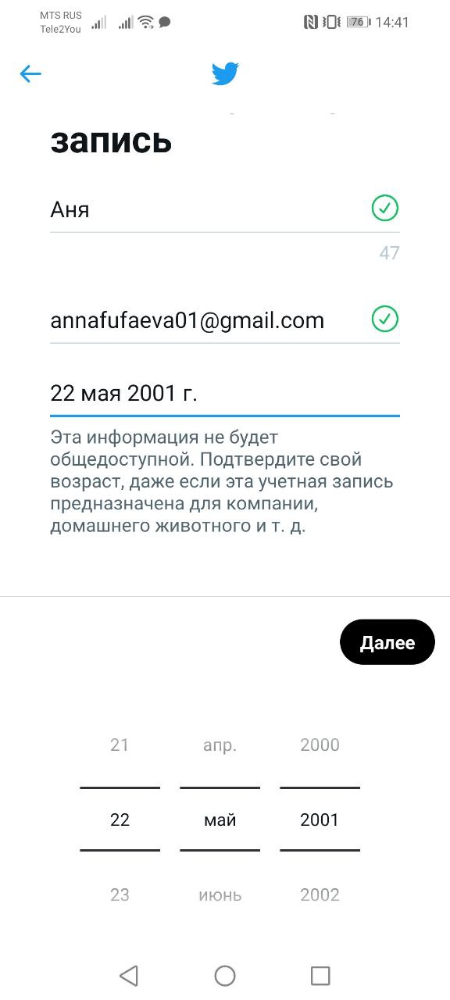 MTS RUS
Tele2You
76
14:41
запись
Аня
47
annafufaeva01@gmail.com
22 мая 2001 г.
Эта информация не будет
общедоступной. Подтвердите свой
возраст, даже если эта учетная запись
предназначена для компании,
домашнего животного и т. д.
Далее
21 апр. 2000
22 май 2001
23 июнь 2002